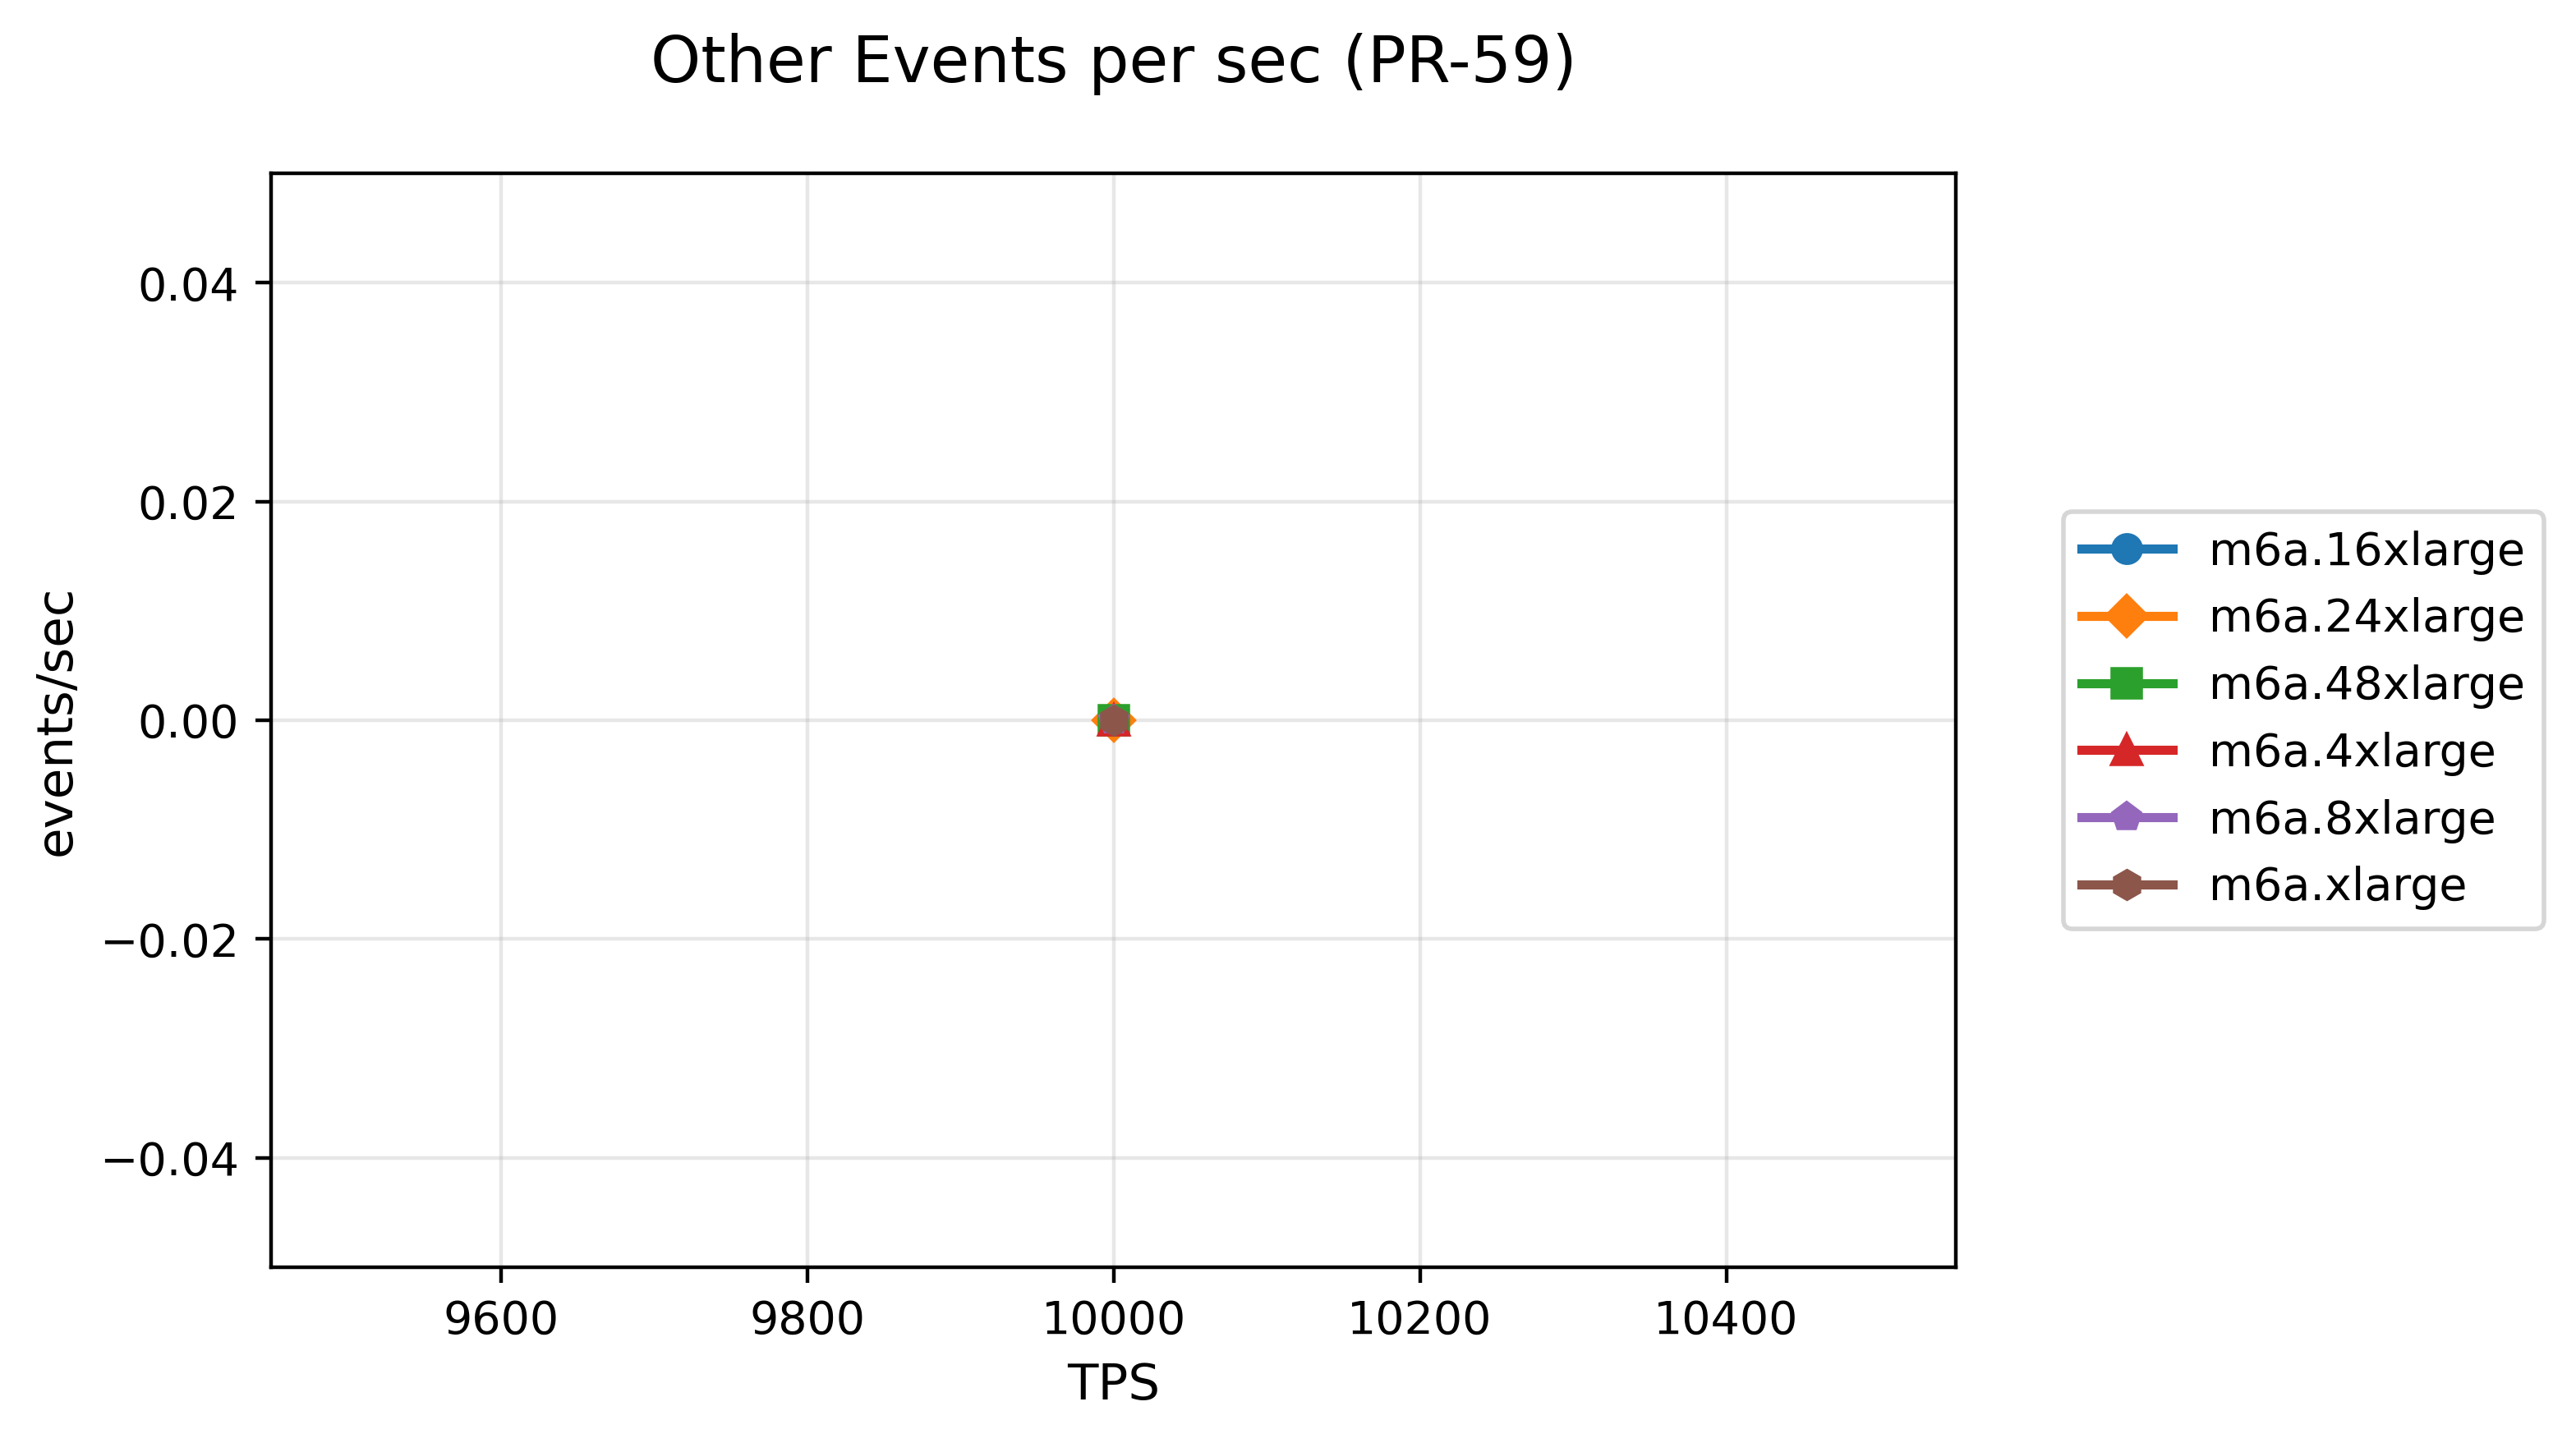 Other Events per sec (PR-59)
events/sec
0.04
0.02
0.00
−0.02
−0.04
9600
9800
10000
10200
10400
TPS
m6a.16xlarge
m6a.24xlarge
m6a.48xlarge
m6a.4xlarge
m6a.8xlarge
m6a.xlarge